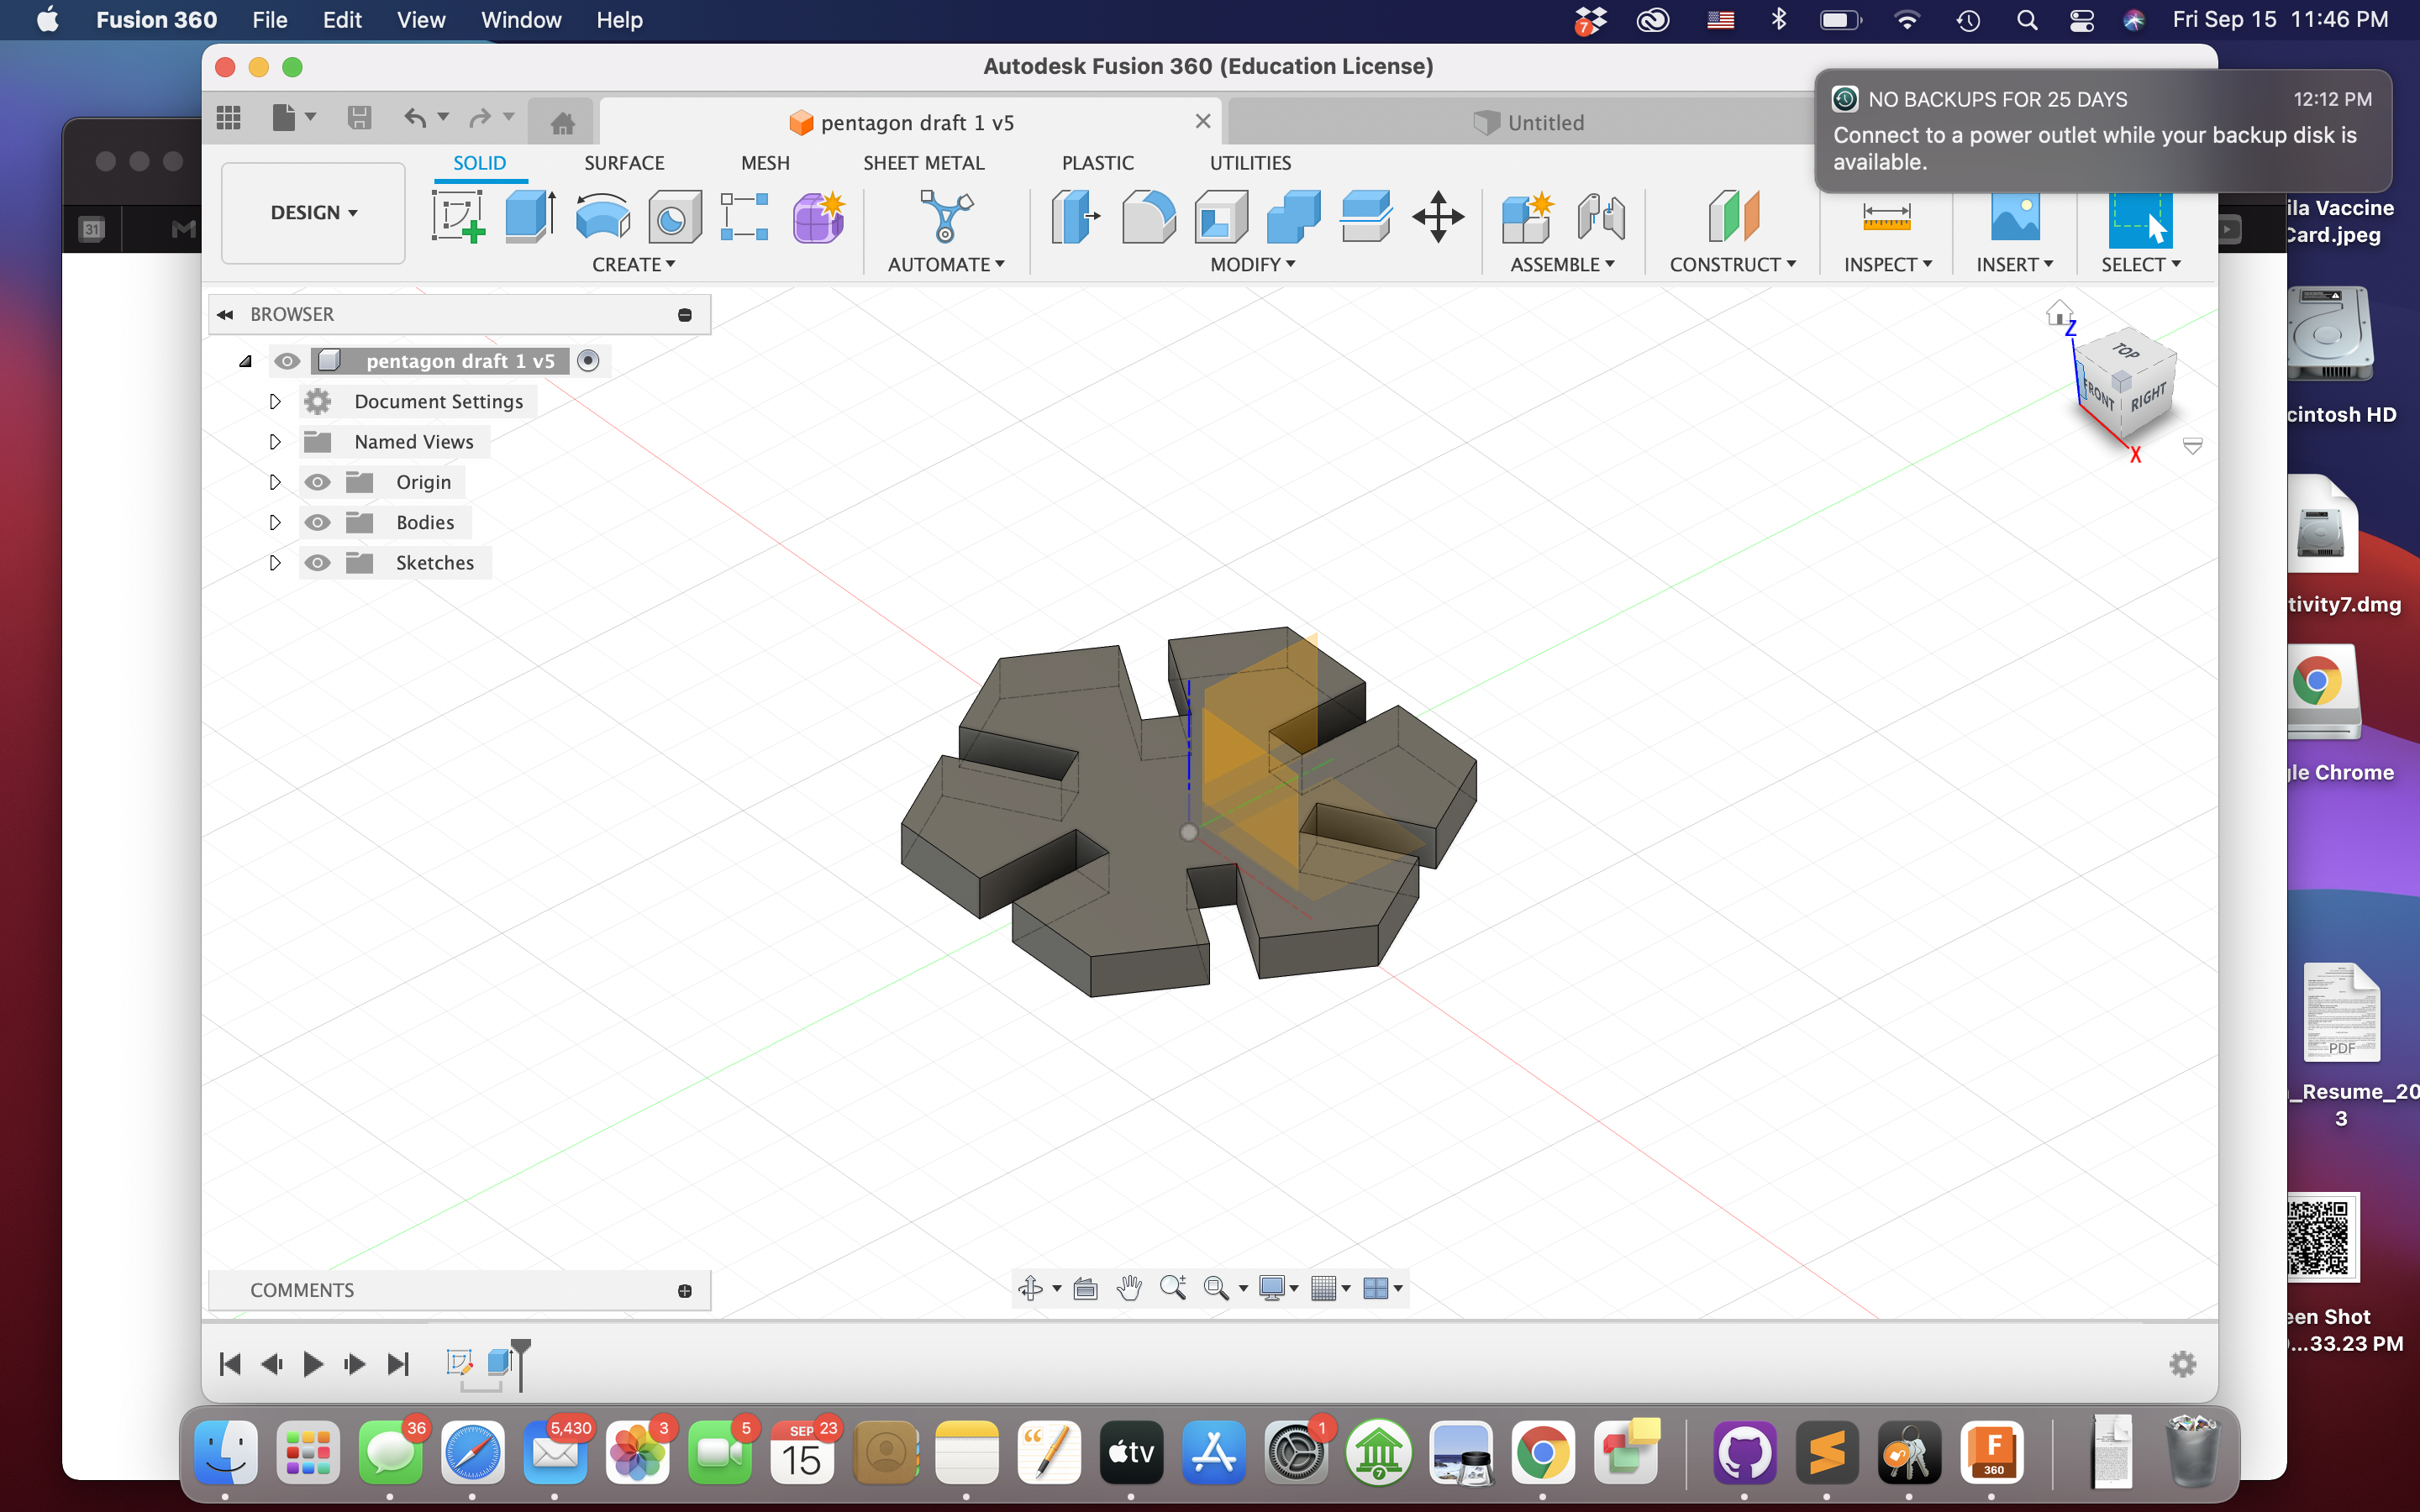 Fusion 360 File Edit View Window Help 7 Fri Sep 15 11:46 PM
Autodesk Fusion 360 (Education License)
NO BACKUPS FOR 25 DAYS 12:12 PM
Connect to a power outlet while your backup disk is
available.
pentagon draft 1 v5 Untitled
SOLID SURFACE MESH SHEET METAL PLASTIC UTILITIES
DESIGN
CREATE AUTOMATE MODIFY ASSEMBLE CONSTRUCT INSPECT INSERT SELECT
31
ila Vaccine
Card.jpeg
BROWSER
pentagon draft 1 v5
Document Settings
Named Views
Origin
Bodies
Sketches
Z
TOP
FRONT RIGHT
X
cintosh HD
tivity7.dmg
gle Chrome
PDF
_Resume_20
3
een Shot
...33.23 PM
COMMENTS
36 5,430 3 5 SEP 23 1
15 tv 7 F
360